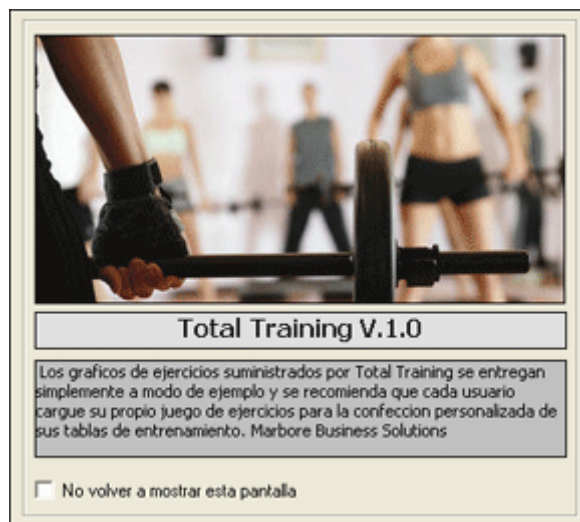 Total Training V.1.0
Los graficos de ejercicios suministrados por Total Training se entregan
simplemente a modo de ejemplo y se recomienda que cada usuario
cargue su propio juego de ejercicios para la confeccion personalizada de
sus tablas de entrenamiento. Marbore Business Solutions
No volver a mostrar esta pantalla